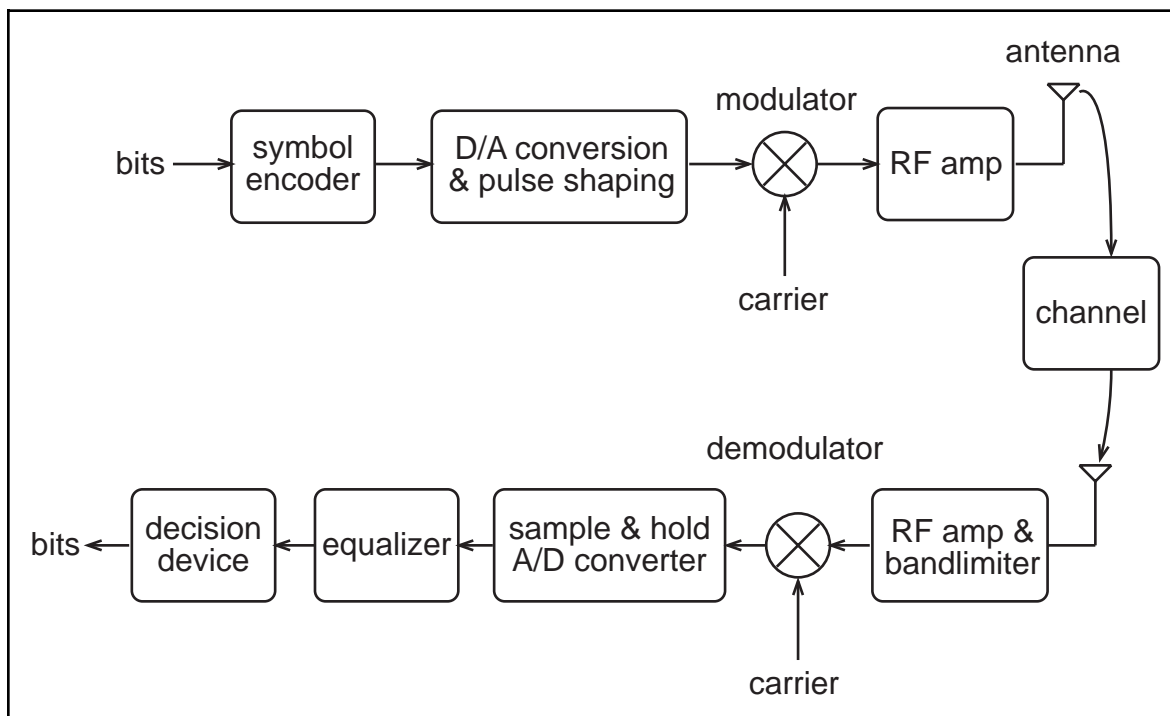 antenna
modulator
bits
symbol
encoder
D/A conversion
& pulse shaping
RF amp
carrier
channel
demodulator
bits
decision
device
equalizer
sample & hold
A/D converter
RF amp &
bandlimiter
carrier